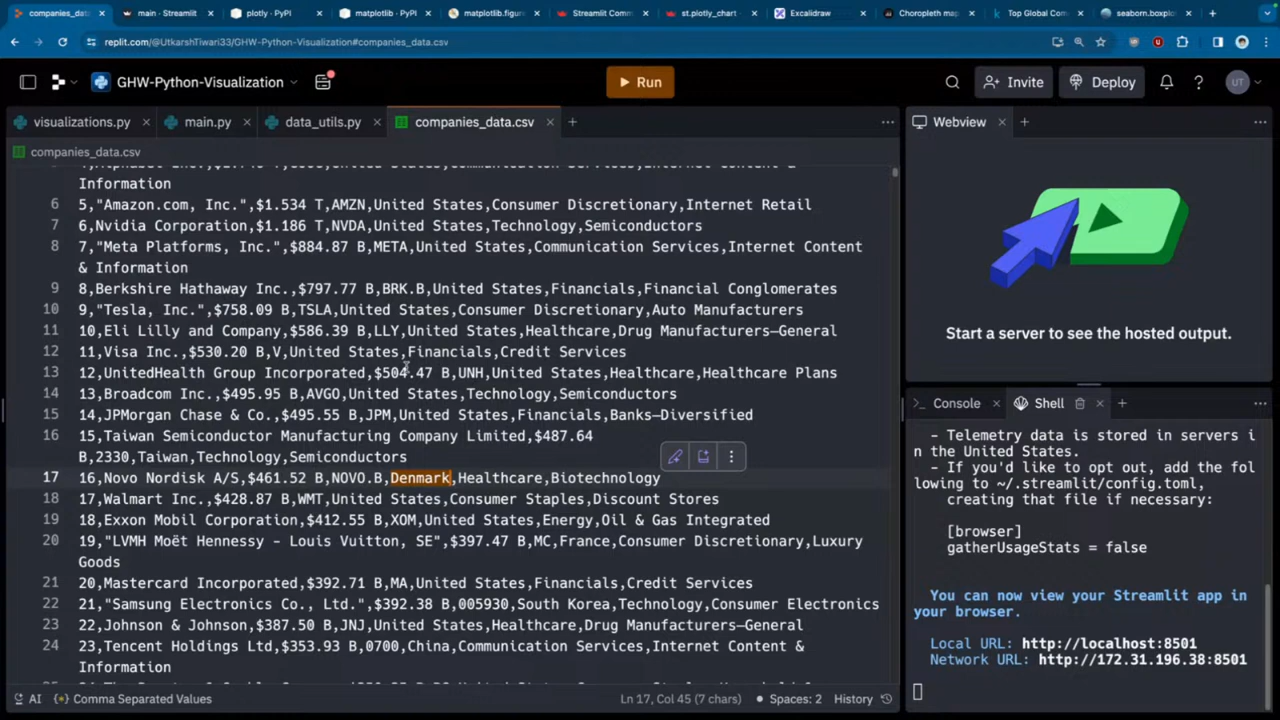 companies_data.cs
main - Streamlit
plotly - PyPI
matplotlib - PyPI
matplotlib.figur
Streamlit Comm
st.plotly_chart -
Excalidraw
Choropleth map
Top Global Com
seaborn.boxplo
replit.com/@UtkarshTiwari33/GHW-Python-Visualization#companies_data.csv
GHW-Python-Visualization
Run
Invite
Deploy
UT
visualizations.py
main.py
data_utils.py
companies_data.csv
Webview
companies_data.csv
Information
6 5,"Amazon.com, Inc.",$1.534 T,AMZN,United States,Consumer Discretionary,Internet Retail
7 6,Nvidia Corporation,$1.186 T,NVDA,United States,Technology,Semiconductors
8 7,"Meta Platforms, Inc.",$884.87 B,META,United States,Communication Services,Internet Content
& Information
9 8,Berkshire Hathaway Inc.,$797.77 B,BRK.B,United States,Financials,Financial Conglomerates
10 9,"Tesla, Inc.",$758.09 B,TSLA,United States,Consumer Discretionary,Auto Manufacturers
11 10,Eli Lilly and Company,$586.39 B,LLY,United States,Healthcare,Drug Manufacturers—General
12 11,Visa Inc.,$530.20 B,V,United States,Financials,Credit Services
13 12,UnitedHealth Group Incorporated,$504.47 B,UNH,United States,Healthcare,Healthcare Plans
14 13,Broadcom Inc.,$495.95 B,AVGO,United States,Technology,Semiconductors
15 14,JPMorgan Chase & Co.,$495.55 B,JPM,United States,Financials,Banks—Diversified
16 15,Taiwan Semiconductor Manufacturing Company Limited,$487.64
B,2330,Taiwan,Technology,Semiconductors
17 16,Novo Nordisk A/S,$461.52 B,NOVO.B,Denmark,Healthcare,Biotechnology
18 17,Walmart Inc.,$428.87 B,WMT,United States,Consumer Staples,Discount Stores
19 18,Exxon Mobil Corporation,$412.55 B,XOM,United States,Energy,Oil & Gas Integrated
20 19,"LVMH Moët Hennessy - Louis Vuitton, SE",$397.47 B,MC,France,Consumer Discretionary,Luxury
Goods
21 20,Mastercard Incorporated,$392.71 B,MA,United States,Financials,Credit Services
22 21,"Samsung Electronics Co., Ltd.",$392.38 B,005930,South Korea,Technology,Consumer Electronics
23 22,Johnson & Johnson,$387.50 B,JNJ,United States,Healthcare,Drug Manufacturers—General
24 23,Tencent Holdings Ltd,$353.93 B,0700,China,Communication Services,Internet Content &
Information
AI
Comma Separated Values
Ln 17, Col 45 (7 chars)
Spaces: 2
History
Start a server to see the hosted output.
Console
Shell
- Telemetry data is stored in servers i
n the United States.
- If you'd like to opt out, add the fol
lowing to ~/.streamlit/config.toml,
creating that file if necessary:
[browser]
gatherUsageStats = false
You can now view your Streamlit app in
your browser.
Local URL: http://localhost:8501
Network URL: http://172.31.196.38:8501